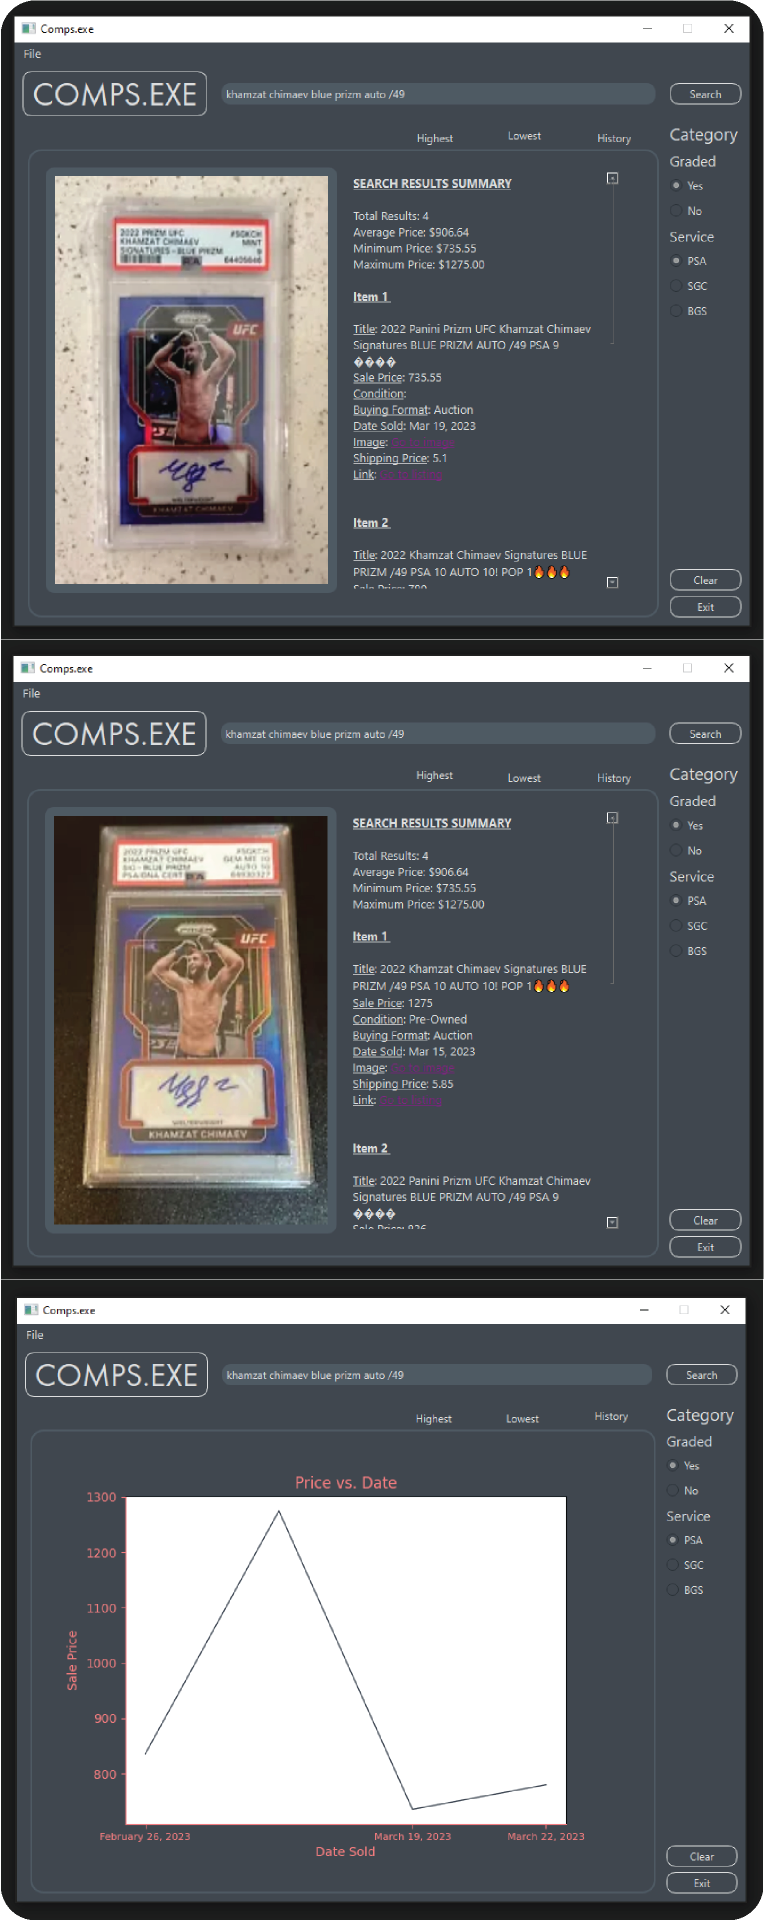 Comps.exe
File
COMPS.EXE
khamzat chimaev blue prizm auto /49
Search
Highest
Lowest
History
Category
Graded
Yes
No
Service
PSA
SGC
BGS
2022 PRIZM UFC #SGKCH
KHAMZAT CHIMAEV MINT
SIGNATURES-BLUE PRIZM 9
UFC
WELTERWEIGHT
KHAMZAT CHIMAEV
SEARCH RESULTS SUMMARY
Total Results: 4
Average Price: $906.64
Minimum Price: $735.55
Maximum Price: $1275.00
Item 1
Title: 2022 Panini Prizm UFC Khamzat Chimaev
Signatures BLUE PRIZM AUTO /49 PSA 9
����
Sale Price: 735.55
Condition:
Buying Format: Auction
Date Sold: Mar 19, 2023
Image:
Shipping Price: 5.1
Link:
Item 2
Title: 2022 Khamzat Chimaev Signatures BLUE
PRIZM /49 PSA 10 AUTO 10! POP 1🔥🔥🔥
Sale Price: 780
Clear
Exit
Comps.exe
File
COMPS.EXE
khamzat chimaev blue prizm auto /49
Search
Highest
Lowest
History
Category
Graded
Yes
No
Service
PSA
SGC
BGS
2022 PRIZM UFC #SGKCH
KHAMZAT CHIMAEV GEM MT 10
SIG-BLUE PRIZM AUTO 10
PSA/DNA CERT
UFC
WELTERWEIGHT
KHAMZAT CHIMAEV
SEARCH RESULTS SUMMARY
Total Results: 4
Average Price: $906.64
Minimum Price: $735.55
Maximum Price: $1275.00
Item 1
Title: 2022 Khamzat Chimaev Signatures BLUE
PRIZM /49 PSA 10 AUTO 10! POP 1🔥🔥🔥
Sale Price: 1275
Condition: Pre-Owned
Buying Format: Auction
Date Sold: Mar 15, 2023
Image:
Shipping Price: 5.85
Link:
Item 2
Title: 2022 Panini Prizm UFC Khamzat Chimaev
Signatures BLUE PRIZM AUTO /49 PSA 9
����
Sale Price: 836
Clear
Exit
Comps.exe
File
COMPS.EXE
khamzat chimaev blue prizm auto /49
Search
Highest
Lowest
History
Category
Graded
Yes
No
Service
PSA
SGC
BGS
Price vs. Date
1300
1200
1100
1000
900
800
Sale Price
February 26, 2023
March 19, 2023
March 22, 2023
Date Sold
Clear
Exit